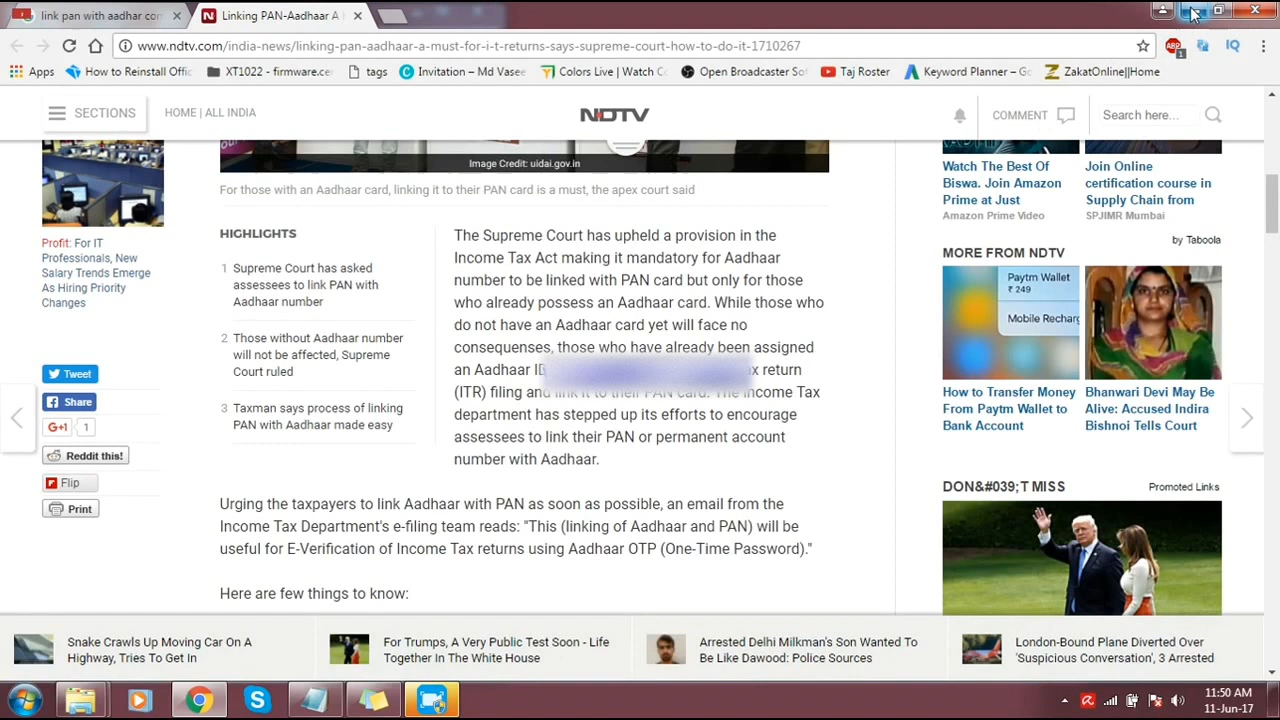 link pan with aadhar com
Linking PAN-Aadhaar A
www.ndtv.com/india-news/linking-pan-aadhaar-a-must-for-i-t-returns-says-supreme-court-how-to-do-it-1710267
ABP
1
IQ
Apps
How to Reinstall Offic
XT1022 - firmware.ce
tags
Invitation – Md Vase
Colors Live | Watch C
Open Broadcaster Sof
Taj Roster
Keyword Planner – Go
ZakatOnline||Home
SECTIONS
HOME | ALL INDIA
NDTV
COMMENT
Search here...
Image Credit: uidai.gov.in
For those with an Aadhaar card, linking it to their PAN card is a must, the apex court said
Profit: For IT
Professionals, New
Salary Trends Emerge
As Hiring Priority
Changes
Tweet
Share
G+1
1
Reddit this!
Flip
Print
HIGHLIGHTS
1 Supreme Court has asked
assessees to link PAN with
Aadhaar number
2 Those without Aadhaar number
will not be affected, Supreme
Court ruled
3 Taxman says process of linking
PAN with Aadhaar made easy
The Supreme Court has upheld a provision in the
Income Tax Act making it mandatory for Aadhaar
number to be linked with PAN card but only for those
who already possess an Aadhaar card. While those who
do not have an Aadhaar card yet will face no
consequences, those who have already been assigned
an Aadhaar return
(ITR) filing and link it to their PAN card. The Income Tax
department has stepped up its efforts to encourage
assessees to link their PAN or permanent account
number with Aadhaar.
Urging the taxpayers to link Aadhaar with PAN as soon as possible, an email from the
Income Tax Department's e-filing team reads: "This (linking of Aadhaar and PAN) will be
useful for E-Verification of Income Tax returns using Aadhaar OTP (One-Time Password)."
Here are few things to know:
Watch The Best Of
Biswa. Join Amazon
Prime at Just
Amazon Prime Video
Join Online
certification course in
Supply Chain from
SPJIMR Mumbai
by Taboola
MORE FROM NDTV
Paytm Wallet
₹ 249
Mobile Recharg
How to Transfer Money
From Paytm Wallet to
Bank Account
Bhanwari Devi May Be
Alive: Accused Indira
Bishnoi Tells Court
DON&#039;T MISS
Promoted Links
Snake Crawls Up Moving Car On A
Highway, Tries To Get In
For Trumps, A Very Public Test Soon - Life
Together In The White House
Arrested Delhi Milkman's Son Wanted To
Be Like Dawood: Police Sources
London-Bound Plane Diverted Over
'Suspicious Conversation', 3 Arrested
11:50 AM
11-Jun-17